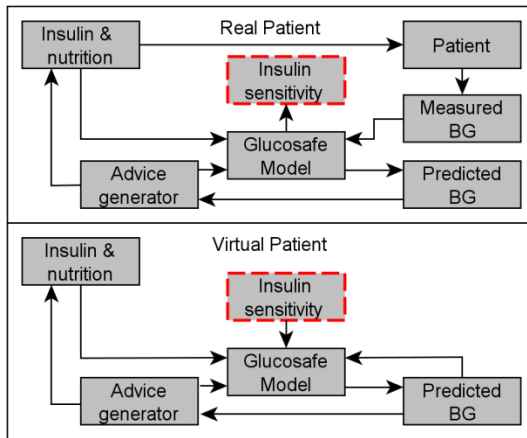 Real Patient
Insulin &
nutrition
Patient
Insulin
sensitivity
Measured
BG
Glucosafe
Model
Advice
generator
Predicted
BG
Virtual Patient
Insulin &
nutrition
Insulin
sensitivity
Glucosafe
Model
Advice
generator
Predicted
BG